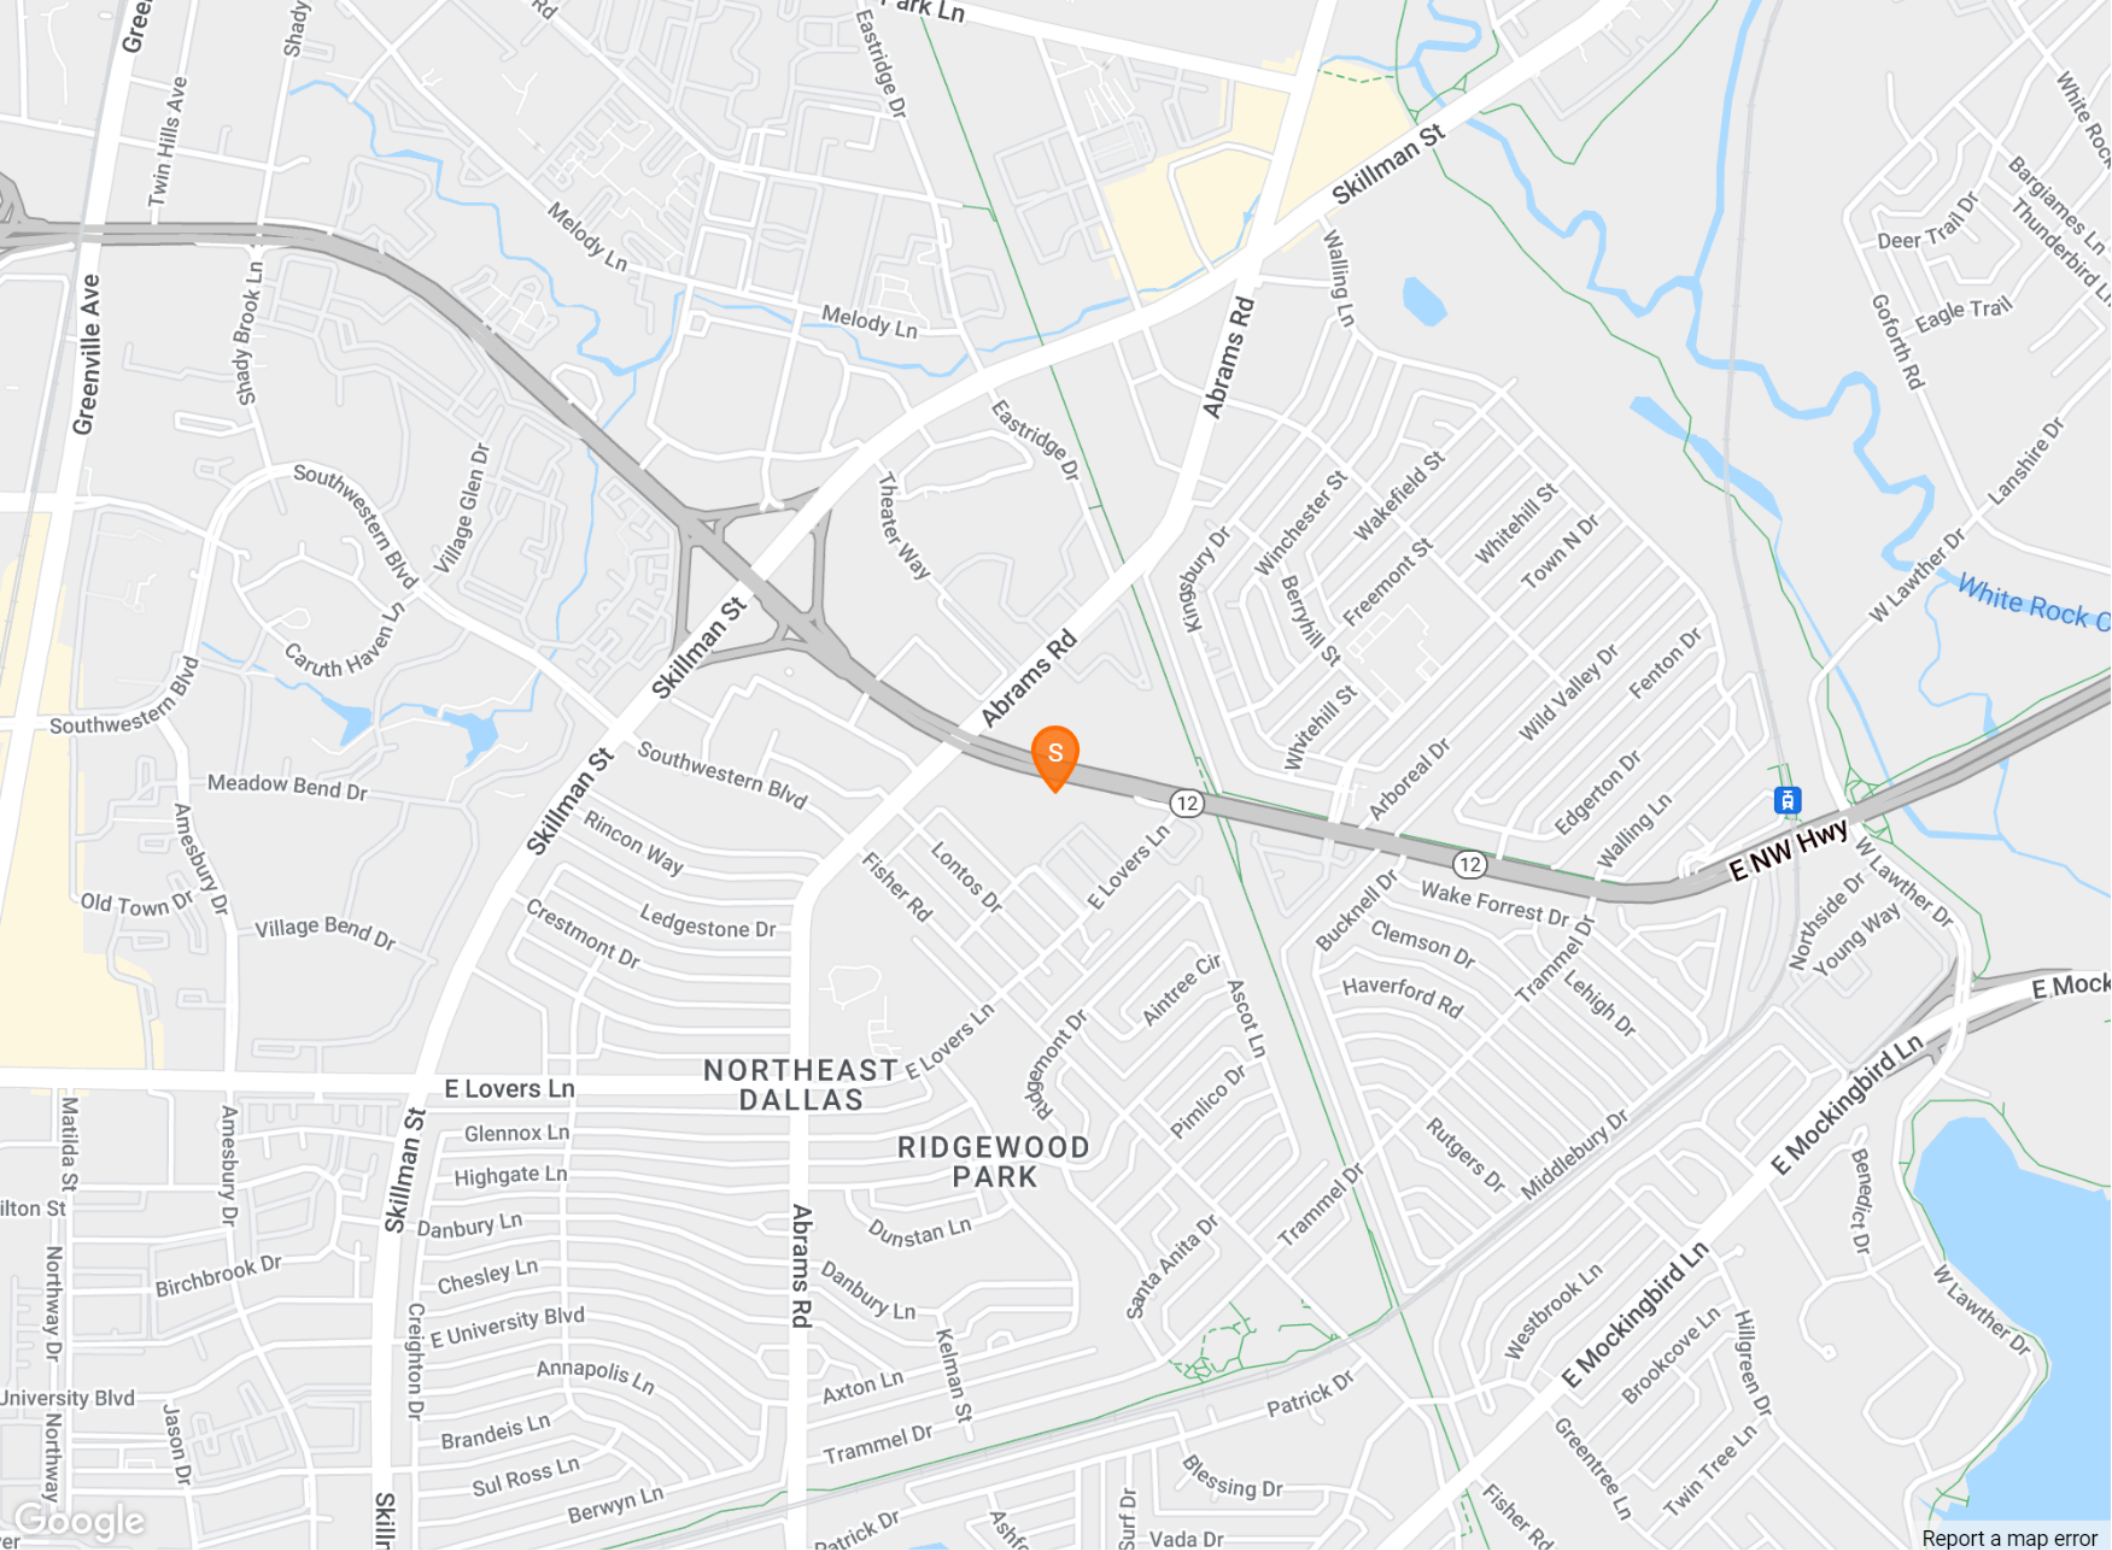 Park Ln
Rd
Green
Shady
Eastridge Dr
Twin Hills Ave
White Rock
Skillman St
Bargiames Ln
Deer Trail Dr
Thunderbird Ln
Melody Ln
Walling Ln
Shady Brook Ln
Greenville Ave
Melody Ln
Abrams Rd
Eagle Trail
Goforth Rd
Eastridge Dr
Lanshire Dr
Southwestern Blvd
Village Glen Dr
Theater Way
Winchester St
Wakefield St
Whitehill St
Town N Dr
Kingsbury Dr
Freemont St
Berryhill St
W Lawther Dr
White Rock C
Caruth Haven Ln
Skillman St
Abrams Rd
Wild Valley Dr
Fenton Dr
Southwestern Blvd
Whitehill St
S
Southwestern Blvd
Meadow Bend Dr
Skillman St
12
Arboreal Dr
Edgerton Dr
Walling Ln
Amesbury Dr
Rincon Way
Fisher Rd
Lontos Dr
E Lovers Ln
12
E NW Hwy
Wake Forrest Dr
Bucknell Dr
W Lawther Dr
Northside Dr
Young Way
Old Town Dr
Village Bend Dr
Crestmont Dr
Ledgestone Dr
Clemson Dr
Trammel Dr
Lehigh Dr
Haverford Rd
Aintree Cir
Ascot Ln
E Mock
E Lovers Ln
Ridgemont Dr
NORTHEAST
DALLAS
E Lovers Ln
Pimlico Dr
E Mockingbird Ln
Matilda St
Amesbury Dr
Skillman St
Glennox Ln
Highgate Ln
RIDGEWOOD
PARK
Rutgers Dr
Middlebury Dr
Benedict Dr
ilton St
Danbury Ln
Dunstan Ln
Trammel Dr
Santa Anita Dr
Abrams Rd
Birchbrook Dr
Chesley Ln
Danbury Ln
Northway Dr
Creighton Dr
E University Blvd
Kelman St
Westbrook Ln
E Mockingbird Ln
W Lawther Dr
Hillgreen Dr
Brookcove Ln
University Blvd
Annapolis Ln
Axton Ln
Patrick Dr
Jason Dr
Northway
Brandeis Ln
Trammel Dr
Sul Ross Ln
Blessing Dr
Greentree Ln
Twin Tree Ln
Berwyn Ln
Skillm
Patrick Dr
Ashfo
Surf Dr
Vada Dr
Fisher Rd
Google
ver
Report a map error